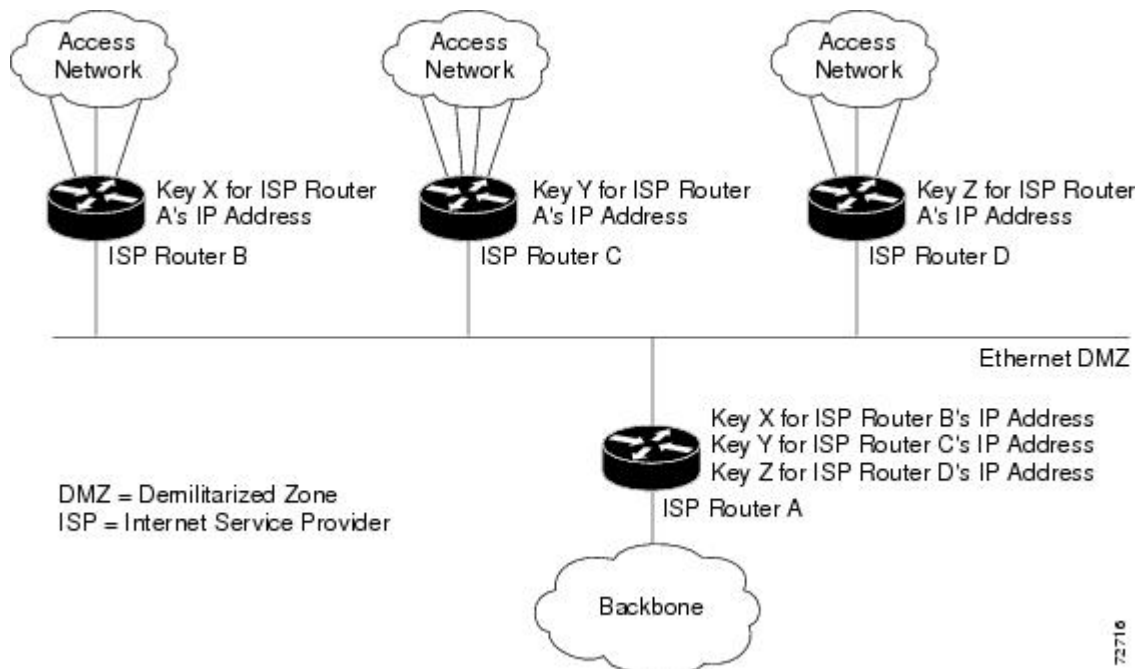 Access
Network
Access
Network
Access
Network
Key X for ISP Router
A's IP Address
ISP Router B
Key Y for ISP Router
A's IP Address
ISP Router C
Key Z for ISP Router
A's IP Address
ISP Router D
Ethernet DMZ
Key X for ISP Router B's IP Address
Key Y for ISP Router C's IP Address
Key Z for ISP Router D's IP Address
ISP Router A
DMZ = Demilitarized Zone
ISP = Internet Service Provider
Backbone
72716